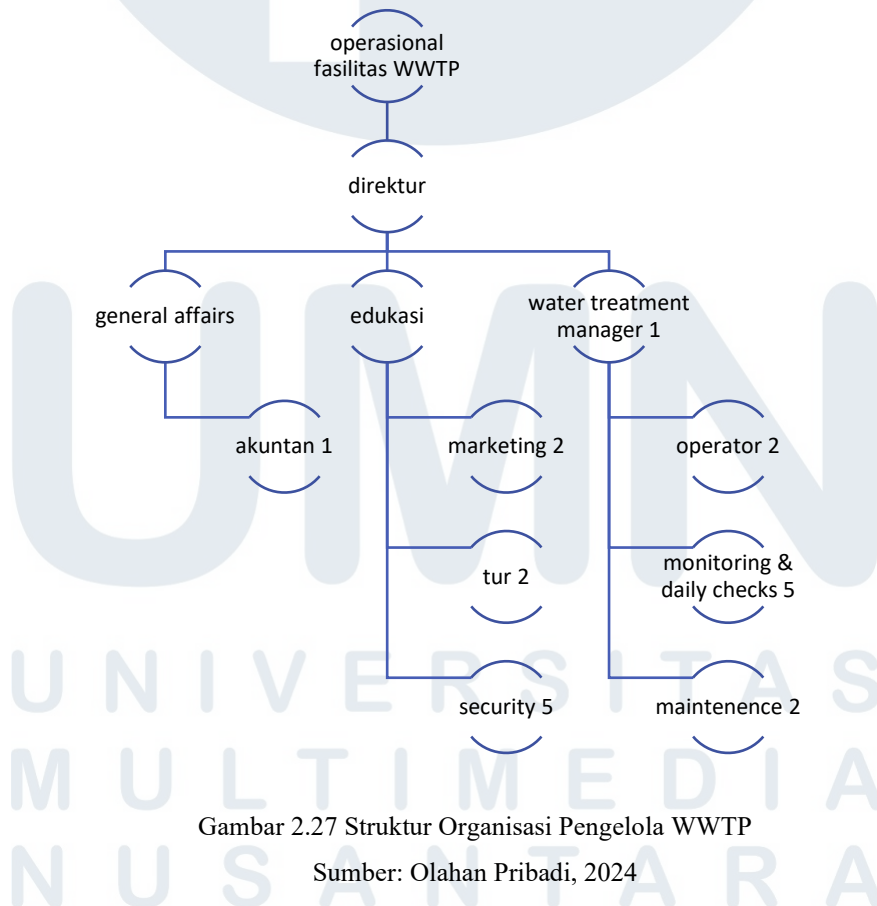 operasional
fasilitas WWTP
direktur
general affairs
edukasi
water treatment
manager 1
akuntan 1
marketing 2
operator 2
tur 2
monitoring &
daily checks 5
security 5
maintenence 2
Gambar 2.27 Struktur Organisasi Pengelola WWTP
Sumber: Olahan Pribadi, 2024
UMN
UNIVERSITAS
MULTIMEDIA
NUSANTARA